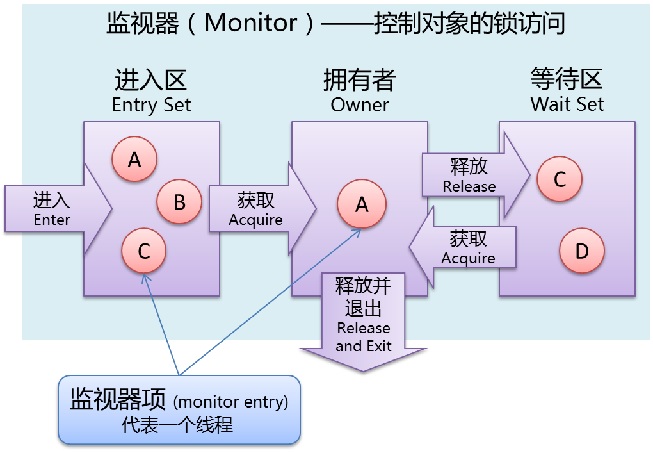 监视器（Monitor）——控制对象的锁访问
进入区
Entry Set
拥有者
Owner
等待区
Wait Set
进入
Enter
A
B
C
获取
Acquire
A
释放
Release
获取
Acquire
C
D
释放并
退出
Release
and Exit
监视器项 (monitor entry)
代表一个线程